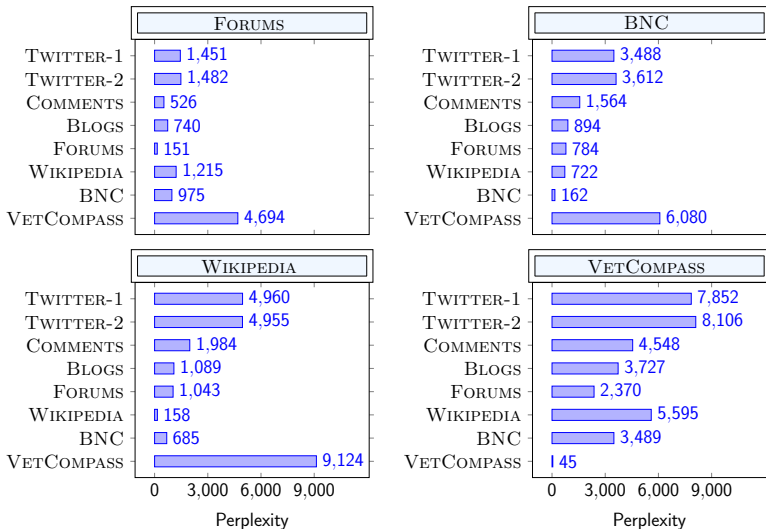 FORUMS
TWITTER-1 1,451
TWITTER-2 1,482
COMMENTS 526
BLOGS 740
FORUMS 151
WIKIPEDIA 1,215
BNC 975
VETCOMPASS 4,694
BNC
TWITTER-1 3,488
TWITTER-2 3,612
COMMENTS 1,564
BLOGS 894
FORUMS 784
WIKIPEDIA 722
BNC 162
VETCOMPASS 6,080
WIKIPEDIA
TWITTER-1 4,960
TWITTER-2 4,955
COMMENTS 1,984
BLOGS 1,089
FORUMS 1,043
WIKIPEDIA 158
BNC 685
VETCOMPASS 9,124
0 3,000 6,000 9,000
Perplexity
VETCOMPASS
TWITTER-1 7,852
TWITTER-2 8,106
COMMENTS 4,548
BLOGS 3,727
FORUMS 2,370
WIKIPEDIA 5,595
BNC 3,489
VETCOMPASS 45
0 3,000 6,000 9,000
Perplexity